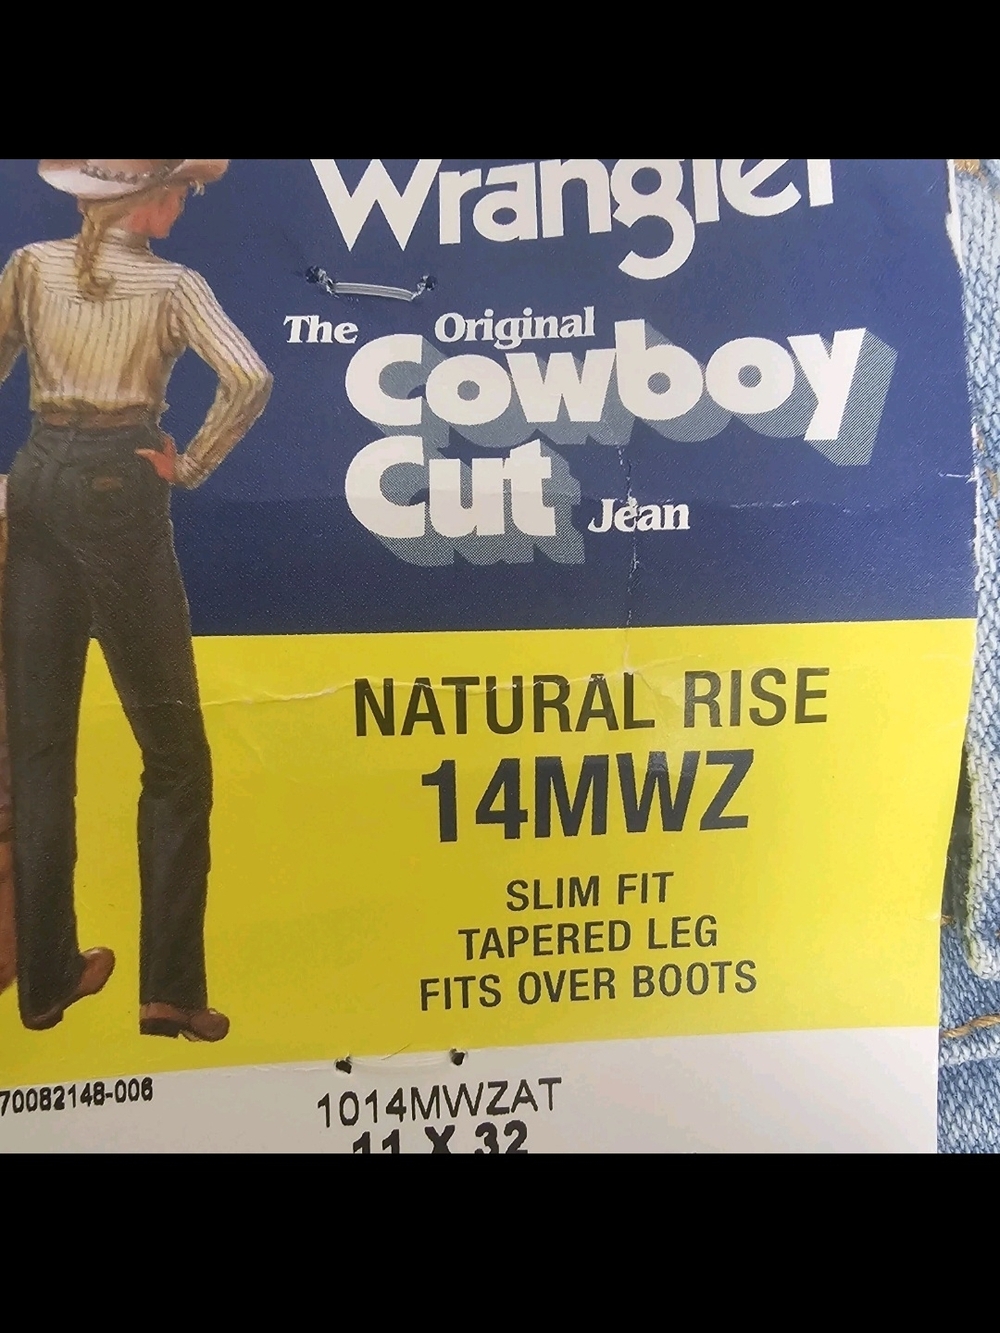 Wrangler
The Original
Cowboy
Cut Jean
NATURAL RISE
14MWZ
SLIM FIT
TAPERED LEG
FITS OVER BOOTS
70082148-006
1014MWZAT
11 X 32